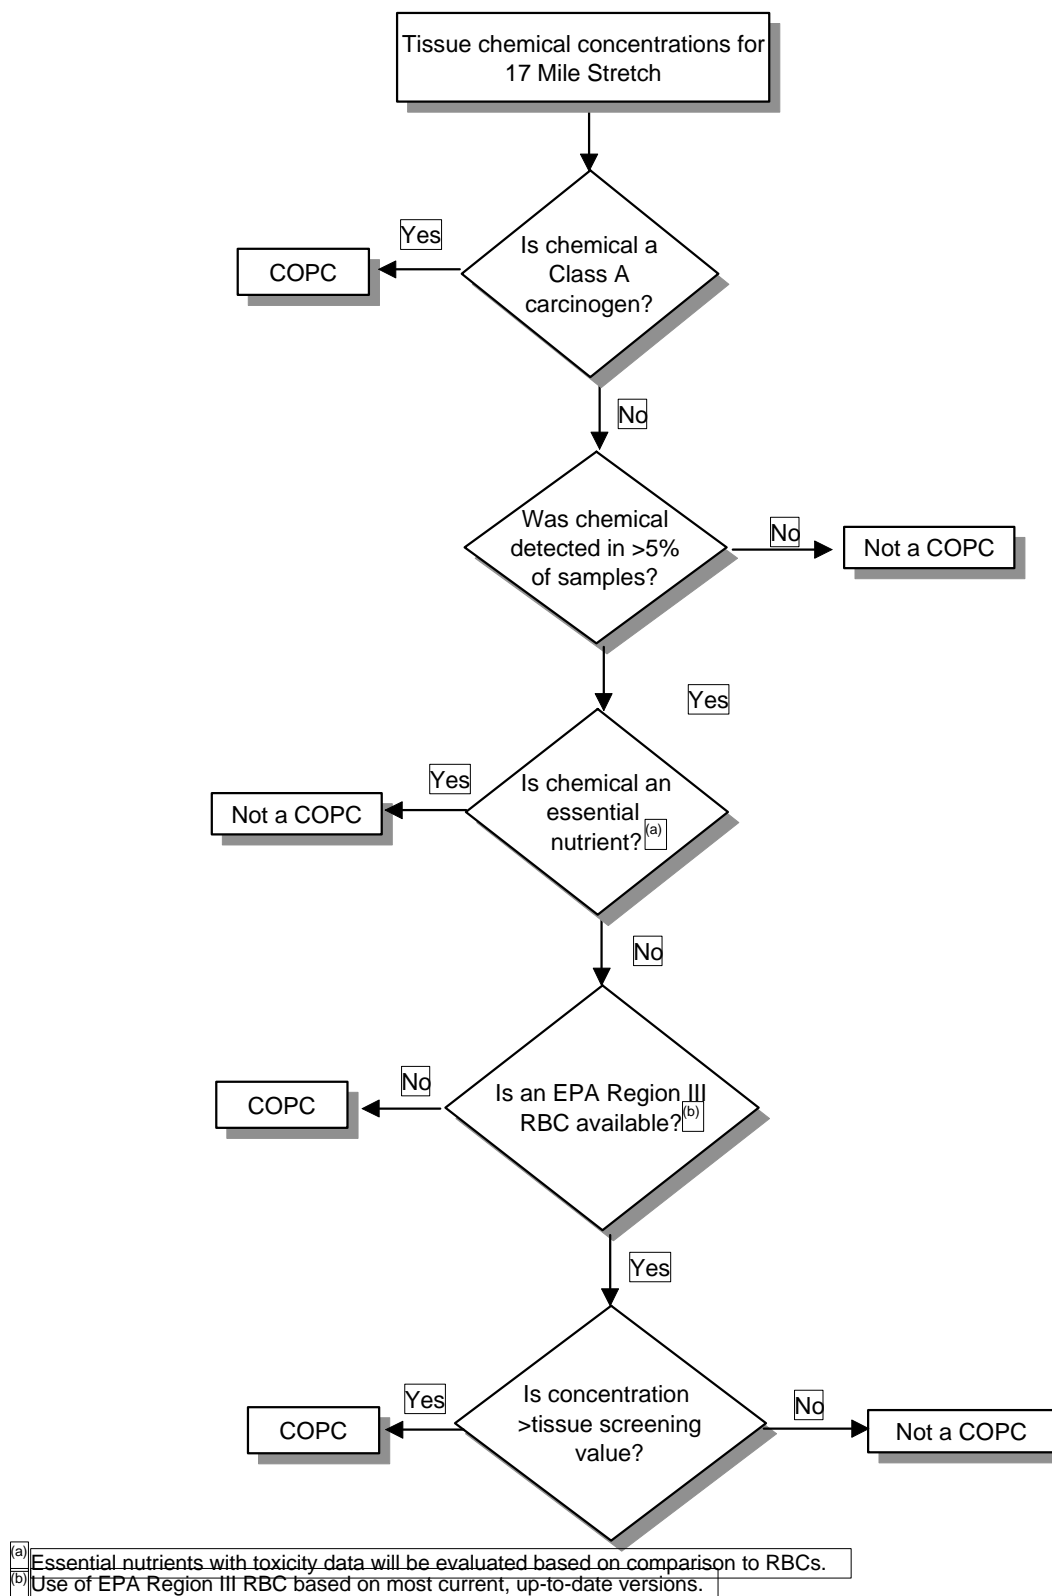 Tissue chemical concentrations for
17 Mile Stretch
Yes
Is chemical a
Class A
carcinogen?
COPC
No
Was chemical
detected in >5%
of samples?
No
Not a COPC
Yes
Yes
Is chemical an
essential
nutrient?(a)
Not a COPC
No
No
Is an EPA Region III
RBC available?(b)
COPC
Yes
Yes
Is concentration
>tissue screening
value?
No
COPC
Not a COPC
(a) Essential nutrients with toxicity data will be evaluated based on comparison to RBCs.
(b) Use of EPA Region III RBC based on most current, up-to-date versions.